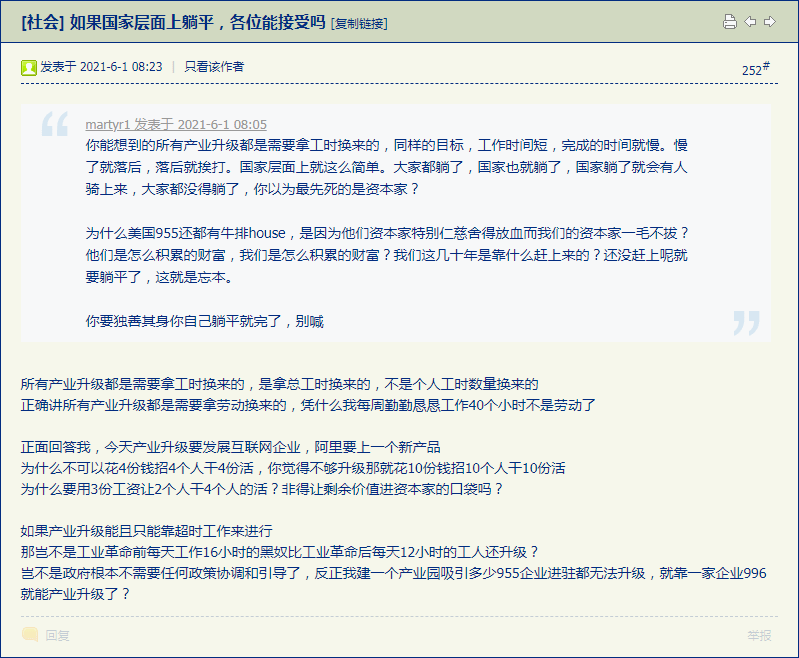 [社会] 如果国家层面上躺平，各位能接受吗 [复制链接]
发表于 2021-6-1 08:23 | 只看该作者
252#
martyr1 发表于 2021-6-1 08:05
你能想到的所有产业升级都是需要拿工时换来的，同样的目标，工作时间短，完成的时间就慢。慢
了就落后，落后就挨打。国家层面上就这么简单。大家都躺了，国家也就躺了，国家躺了就会有人
骑上来，大家都没得躺了，你以为最先死的是资本家？
为什么美国955还都有牛排house，是因为他们资本家特别仁慈舍得放血而我们的资本家一毛不拔？
他们是怎么积累的财富，我们是怎么积累的财富？我们这几十年是靠什么赶上来的？还没赶上呢就
要躺平了，这就是忘本。
你要独善其身你自己躺平就完了，别喊
所有产业升级都是需要拿工时换来的，是拿总工时换来的，不是个人工时数量换来的
正确讲所有产业升级都是需要拿劳动换来的，凭什么我每周勤勤恳恳工作40个小时不是劳动了
正面回答我，今天产业升级要发展互联网企业，阿里要上一个新产品
为什么不可以花4份钱招4个人干4份活，你觉得不够升级那就花10份钱招10个人干10份活
为什么要用3份工资让2个人干4个人的活？非得让剩余价值进资本家的口袋吗？
如果产业升级能且只能靠超时工作来进行
那岂不是工业革命前每天工作16小时的黑奴比工业革命后每天12小时的工人还升级？
岂不是政府根本不需要任何政策协调和引导了，反正我建一个产业园吸引多少955企业进驻都无法升级，就靠一家企业996
就能产业升级了？
回复
举报